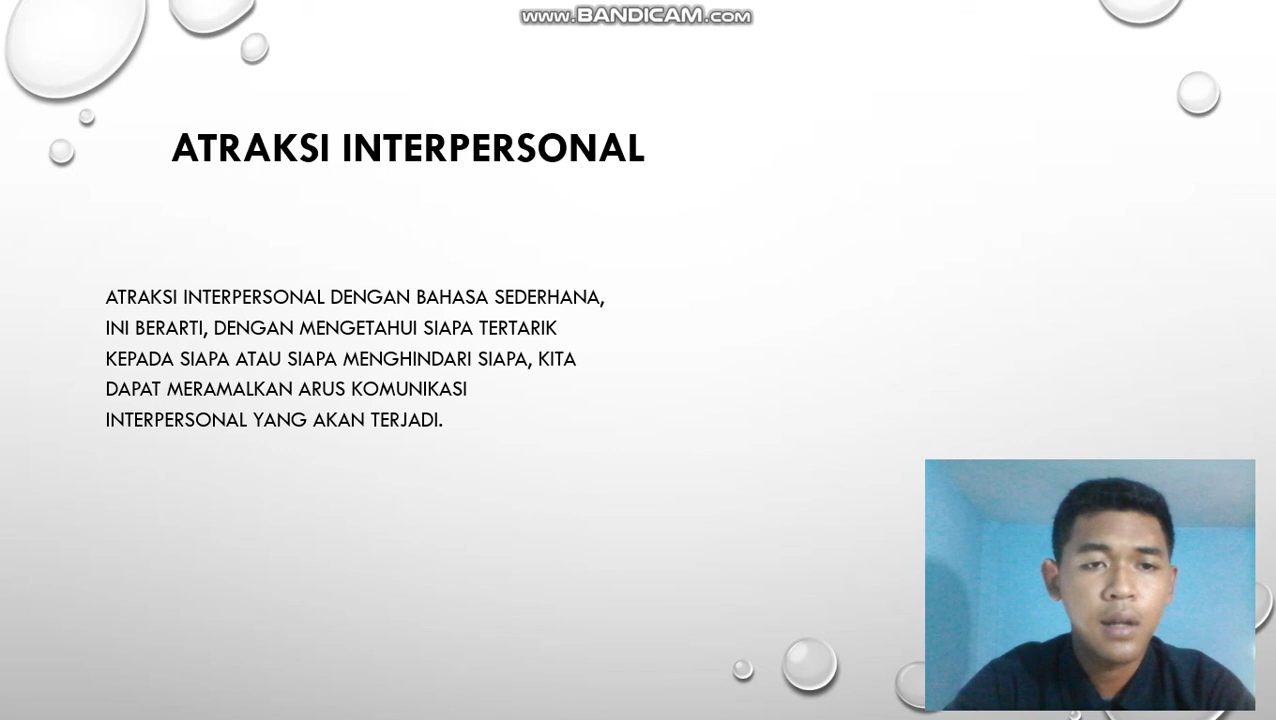 www.BANDICAM.com
ATRAKSI INTERPERSONAL
ATRAKSI INTERPERSONAL DENGAN BAHASA SEDERHANA,
INI BERARTI, DENGAN MENGETAHUI SIAPA TERTARIK
KEPADA SIAPA ATAU SIAPA MENGHINDARI SIAPA, KITA
DAPAT MERAMALKAN ARUS KOMUNIKASI
INTERPERSONAL YANG AKAN TERJADI.